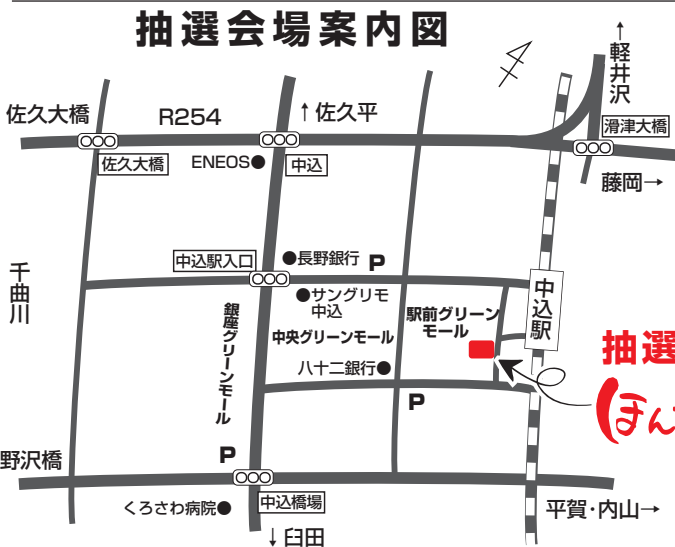 抽選会場案内図
↑軽井沢
佐久大橋
R254
↑佐久平
滑津大橋
佐久大橋
ENEOS
中込
藤岡→
千曲川
中込駅入口
長野銀行
P
サングリモ
中込
中込駅
銀座グリーンモール
中央グリーンモール
駅前グリーン
モール
抽選
八十二銀行
P
ほん
野沢橋
P
くろさわ病院
中込橋場
平賀・内山→
↓臼田